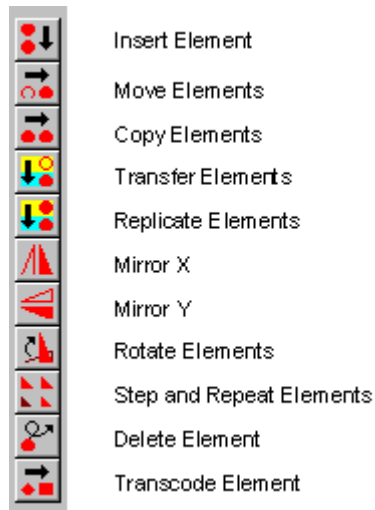 Insert Element
Move Elements
Copy Elements
Transfer Elements
Replicate Elements
Mirror X
Mirror Y
Rotate Elements
Step and Repeat Elements
Delete Element
Transcode Element